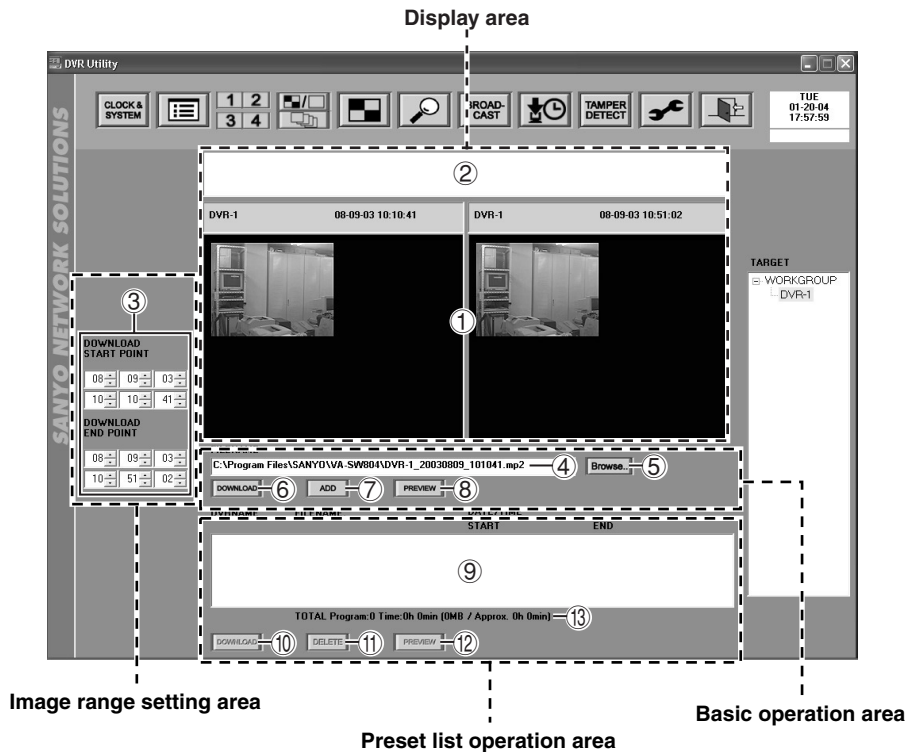 Display area
DVR Utility
CLOCK & SYSTEM
1 2
3 4
BROAD-CAST
TAMPER DETECT
TUE
01-20-04
17:57:59
SANYO NETWORK SOLUTIONS
②
DVR-1 08-09-03 10:10:41
DVR-1 08-09-03 10:51:02
①
TARGET
WORKGROUP
DVR-1
③
DOWNLOAD
START POINT
08 09 03
10 10 41
DOWNLOAD
END POINT
08 09 03
10 51 02
FILENAME
C:\Program Files\SANYO\VA-SW804\DVR-1_20030809_101041.mp2 ④ Browse.. ⑤
DOWNLOAD ⑥ ADD ⑦ PREVIEW ⑧
DVRNAME FILENAME DATE/TIME
START END
⑨
TOTAL Program:0 Time:0h 0min (0MB / Approx. 0h 0min) ⑬
DOWNLOAD ⑩ DELETE ⑪ PREVIEW ⑫
Image range setting area
Basic operation area
Preset list operation area